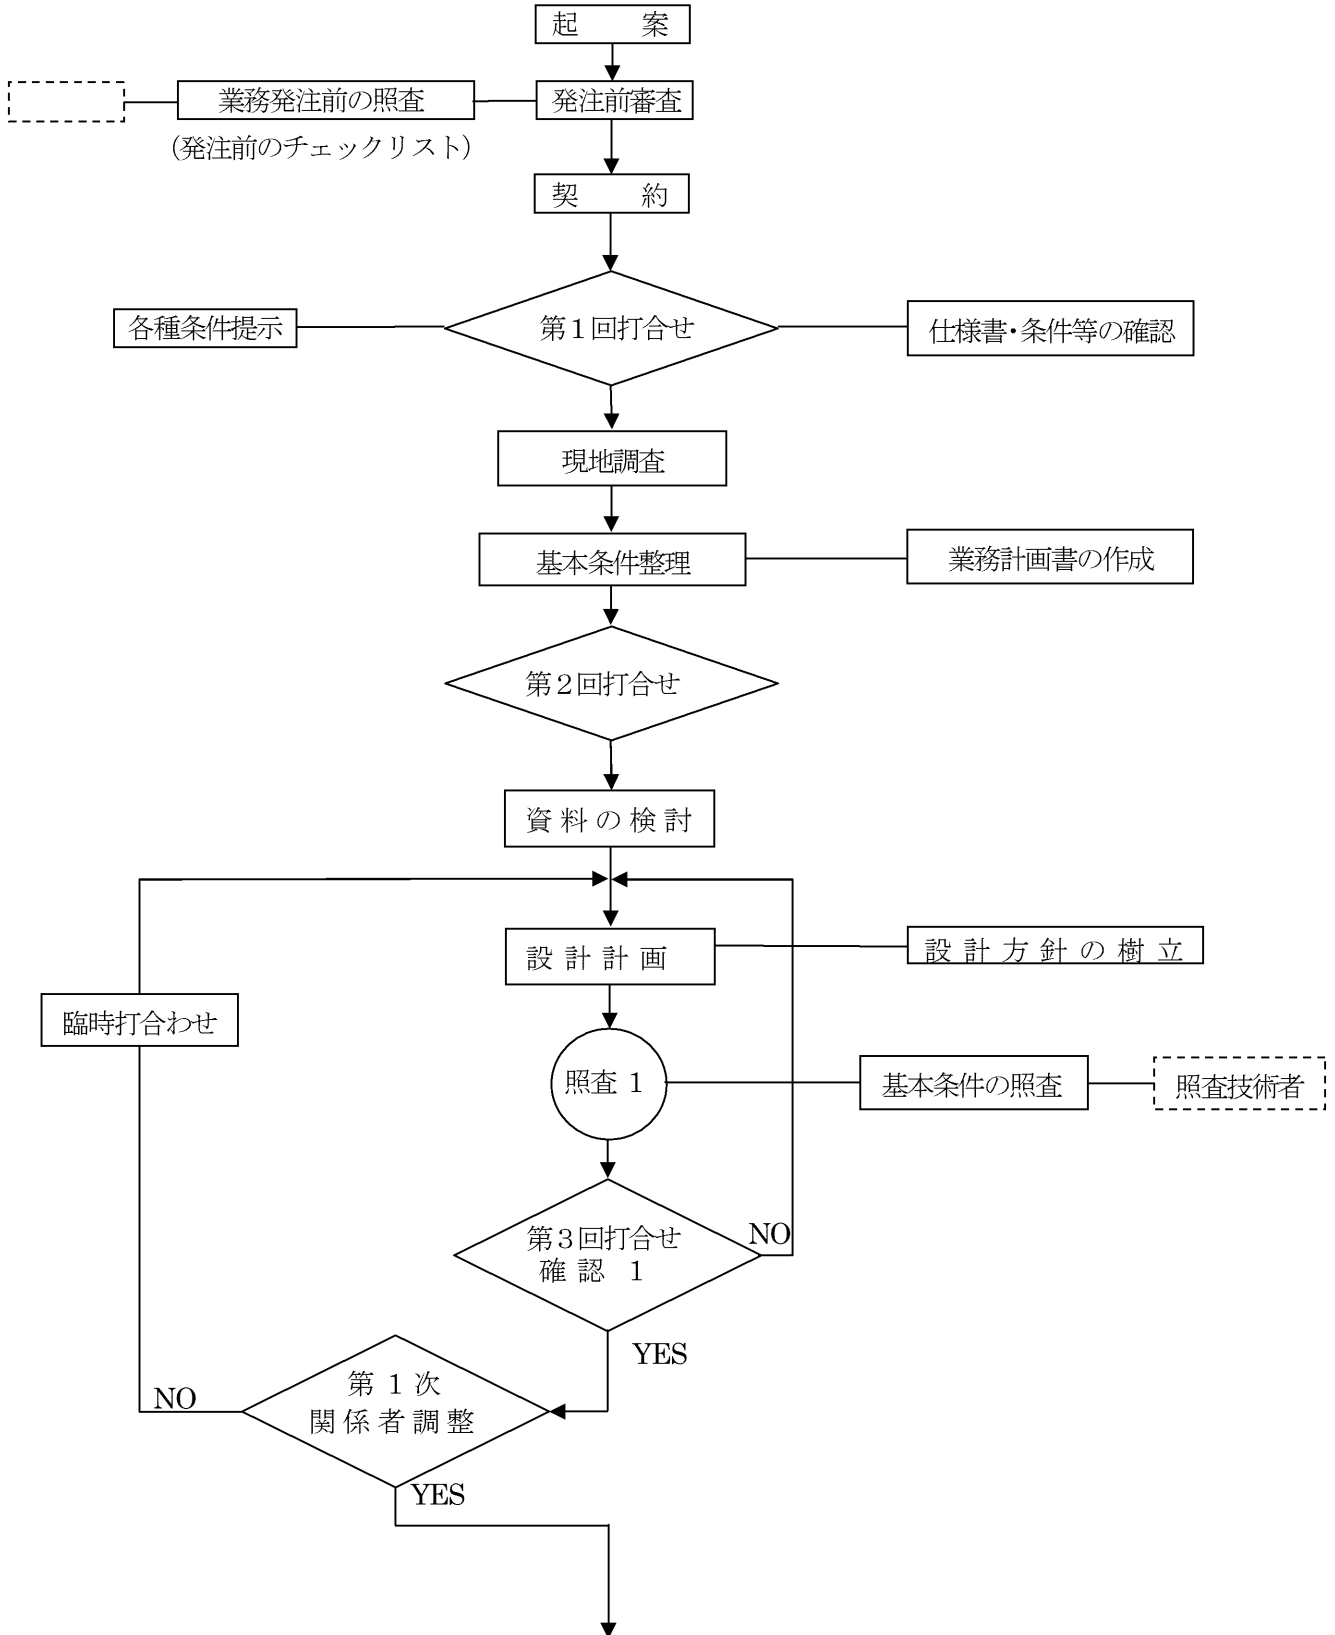 起　　案
業務発注前の照査
発注前審査
(発注前のチェックリスト)
契　　約
各種条件提示
第１回打合せ
仕様書・条件等の確認
現地調査
基本条件整理
業務計画書の作成
第２回打合せ
資料の検討
設計計画
設計方針の樹立
臨時打合わせ
照査 1
基本条件の照査
照査技術者
第３回打合せ
確認 1
NO
YES
第 1 次
関係者調整
NO
YES